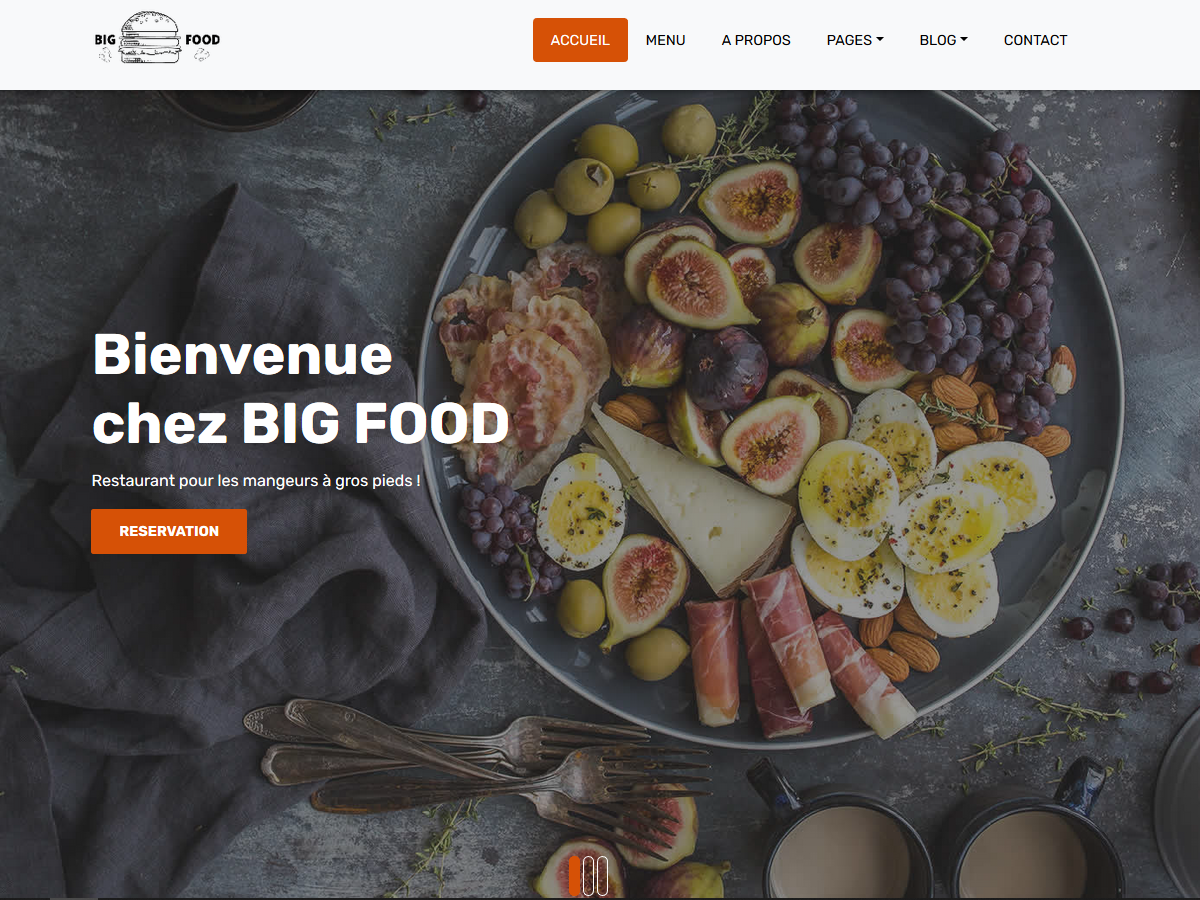 BIG FOOD
ACCUEIL
MENU
A PROPOS
PAGES
BLOG
CONTACT
Bienvenue
chez BIG FOOD
Restaurant pour les mangeurs à gros pieds !
RESERVATION